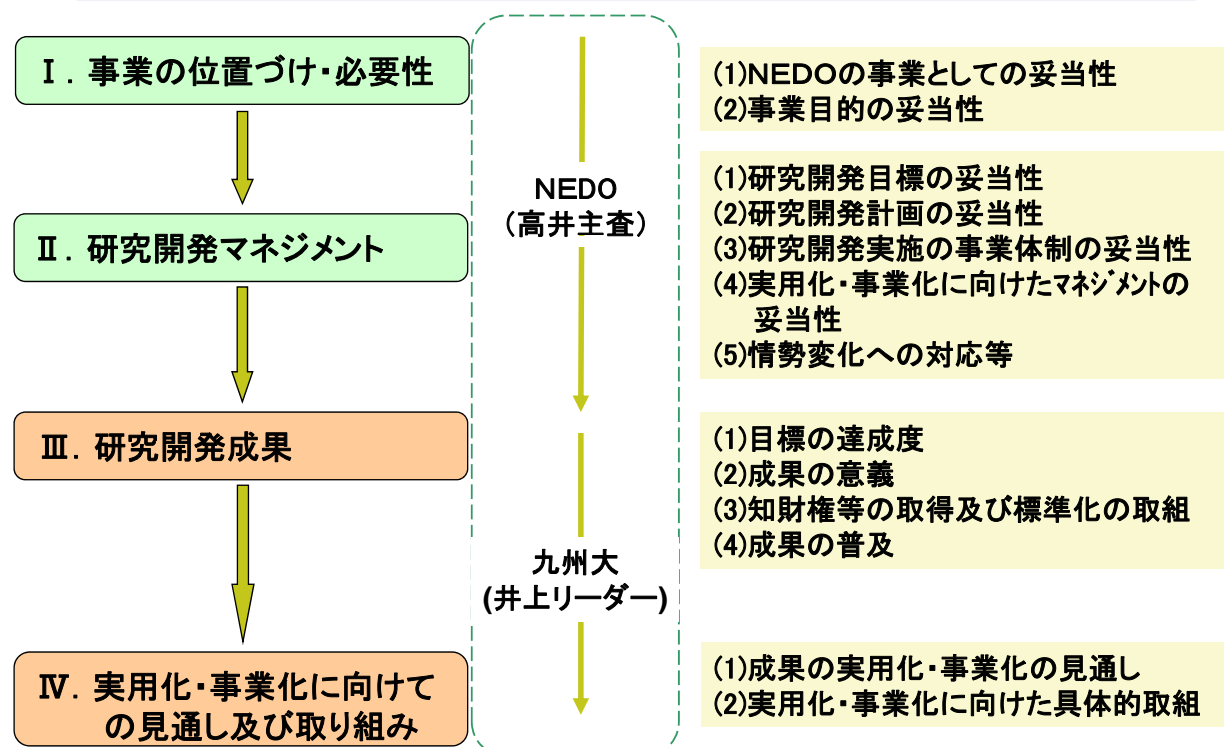 Ⅰ．事業の位置づけ・必要性
(1)ＮＥＤＯの事業としての妥当性
(2)事業目的の妥当性
ＮＥＤＯ
（高井主査）
Ⅱ．研究開発マネジメント
(1)研究開発目標の妥当性
(2)研究開発計画の妥当性
(3)研究開発実施の事業体制の妥当性
(4)実用化・事業化に向けたﾏﾈｼﾞﾒﾝﾄの
妥当性
(5)情勢変化への対応等
Ⅲ．研究開発成果
(1)目標の達成度
(2)成果の意義
(3)知財権等の取得及び標準化の取組
(4)成果の普及
九州大
(井上リーダー)
Ⅳ．実用化・事業化に向けて
の見通し及び取り組み
(1)成果の実用化・事業化の見通し
(2)実用化・事業化に向けた具体的取組